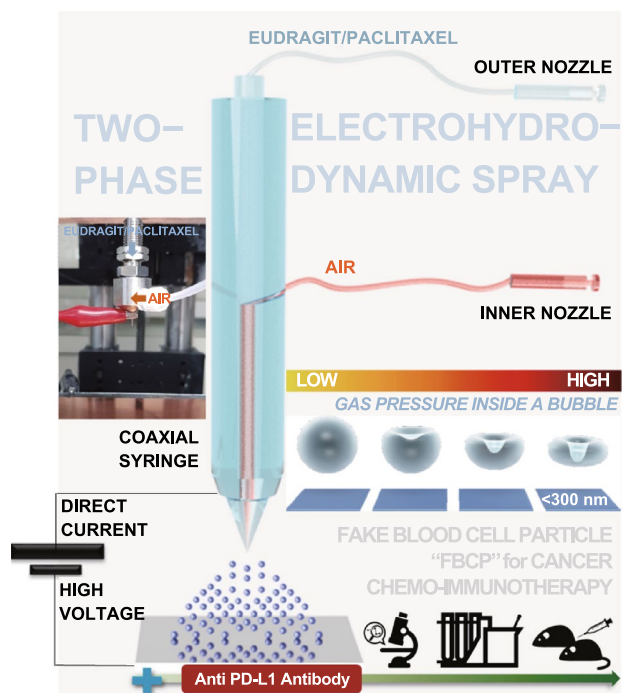 EUDRAGIT/PACLITAXEL
OUTER NOZZLE
TWO-
PHASE
ELECTROHYDRO-
DYNAMIC SPRAY
EUDRAGIT/PACLITAXEL
AIR
AIR
INNER NOZZLE
LOW
HIGH
GAS PRESSURE INSIDE A BUBBLE
COAXIAL
SYRINGE
<300 nm
DIRECT
CURRENT
HIGH
VOLTAGE
FAKE BLOOD CELL PARTICLE
"FBCP" for CANCER
CHEMO-IMMUNOTHERAPY
Anti PD-L1 Antibody